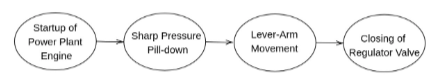 Startup of
Power Plant
Engine
Sharp Pressure
Pill-down
Lever-Arm
Movement
Closing of
Regulator Valve